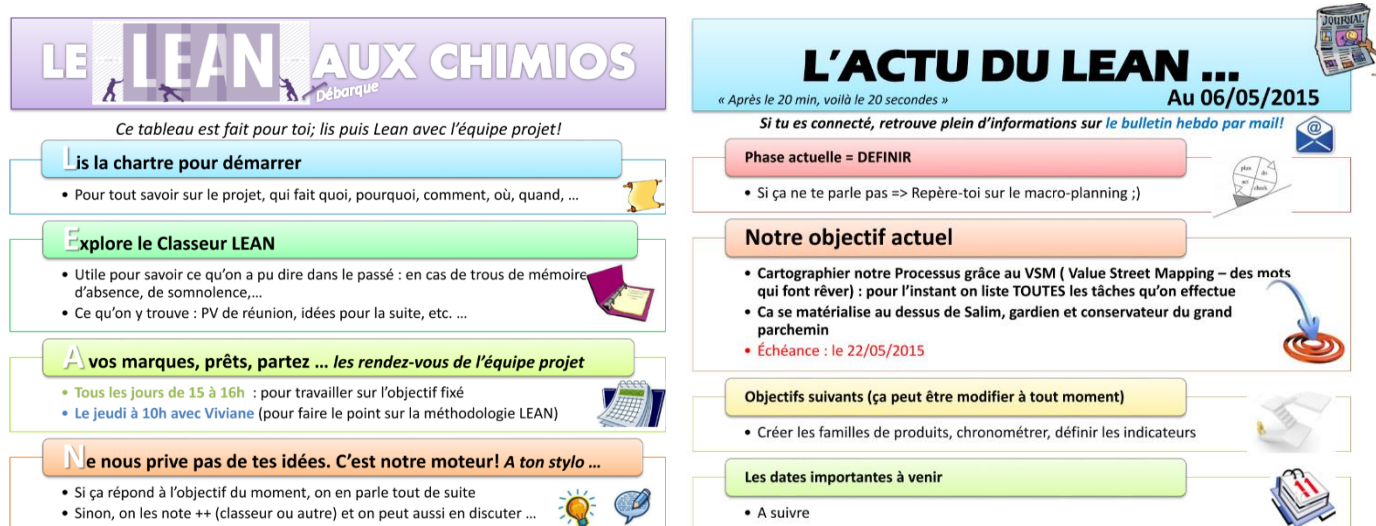 LE LEAN AUX CHIMIOS
Débarque
Ce tableau est fait pour toi; lis puis Lean avec l'équipe projet!
Lis la chartre pour démarrer
• Pour tout savoir sur le projet, qui fait quoi, pourquoi, comment, où, quand, ...
Explore le Classeur LEAN
• Utile pour savoir ce qu'on a pu dire dans le passé : en cas de trous de mémoire,
d'absence, de somnolence,...
• Ce qu'on y trouve : PV de réunion, idées pour la suite, etc. ...
A vos marques, prêts, partez ... les rendez-vous de l'équipe projet
• Tous les jours de 15 à 16h : pour travailler sur l'objectif fixé
• Le jeudi à 10h avec Viviane (pour faire le point sur la méthodologie LEAN)
Ne nous prive pas de tes idées. C'est notre moteur! A ton stylo ...
• Si ça répond à l'objectif du moment, on en parle tout de suite
• Sinon, on les note ++ (classeur ou autre) et on peut aussi en discuter ...
JOURNAL
L'ACTU DU LEAN ...
« Après le 20 min, voilà le 20 secondes »
Au 06/05/2015
Si tu es connecté, retrouve plein d'informations sur le bulletin hebdo par mail!
@
Phase actuelle = DEFINIR
• Si ça ne te parle pas => Repère-toi sur le macro-planning ;)
plan do
act check
Notre objectif actuel
• Cartographier notre Processus grâce au VSM ( Value Street Mapping – des mots
qui font rêver) : pour l'instant on liste TOUTES les tâches qu'on effectue
• Ca se matérialise au dessus de Salim, gardien et conservateur du grand
parchemin
• Échéance : le 22/05/2015
Objectifs suivants (ça peut être modifier à tout moment)
• Créer les familles de produits, chronométrer, définir les indicateurs
Les dates importantes à venir
• A suivre
11